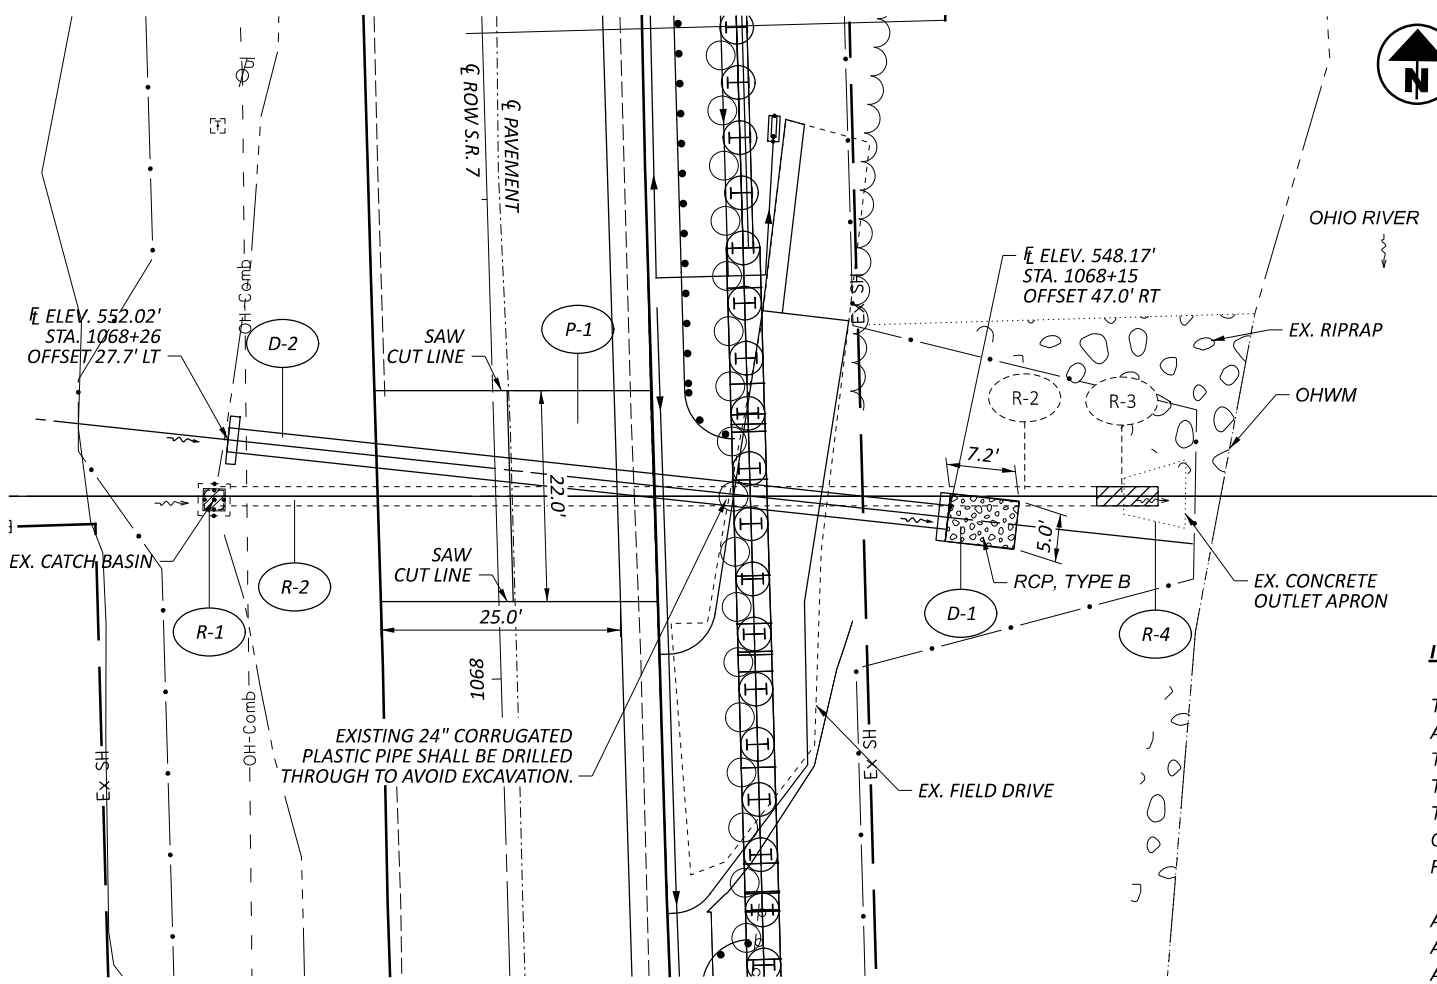 N
OHIO RIVER
℄ ROW S.R. 7
℄ PAVEMENT
OH-Comb
EX SH
FL ELEV. 552.02'
STA. 1068+26
OFFSET 27.7' LT
D-2
SAW
CUT LINE
P-1
FL ELEV. 548.17'
STA. 1068+15
OFFSET 47.0' RT
EX. RIPRAP
R-2
R-3
OHWM
7.2'
22.0'
5.0'
EX. CATCH BASIN
R-2
R-1
SAW
CUT LINE
25.0'
1068
RCP, TYPE B
D-1
R-4
EX. CONCRETE
OUTLET APRON
OH-Comb
Ex SH
Ex SH
EXISTING 24" CORRUGATED
PLASTIC PIPE SHALL BE DRILLED
THROUGH TO AVOID EXCAVATION.
EX. FIELD DRIVE